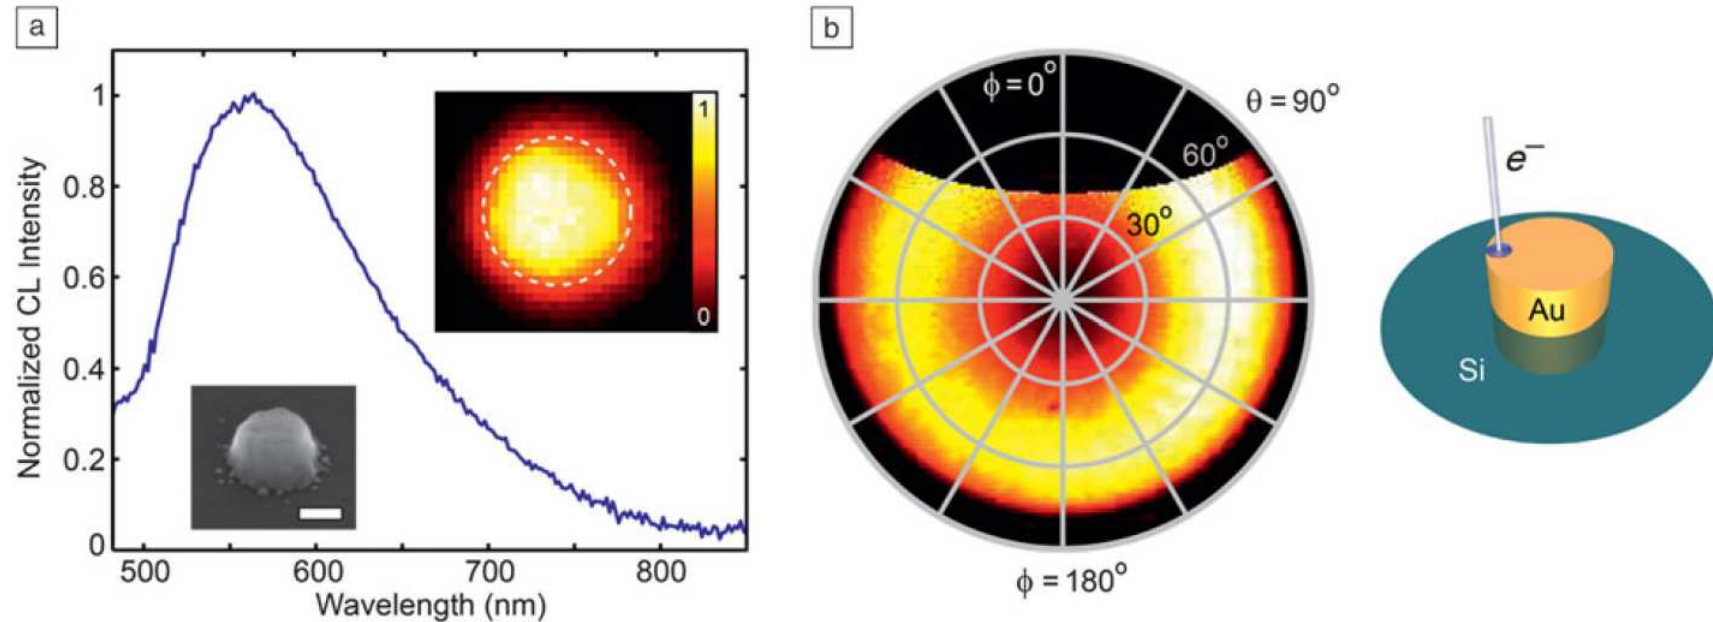 a
Normalized CL Intensity
1
0.8
0.6
0.4
0.2
0
500
600
700
800
Wavelength (nm)
1
0
b
ϕ = 0°
θ = 90°
60°
30°
ϕ = 180°
e⁻
Au
Si